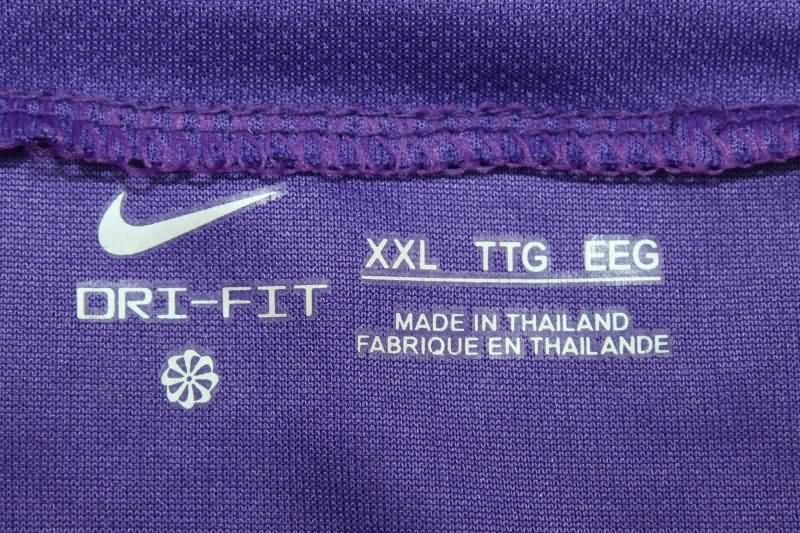 DRI-FIT
XXL TTG EEG
MADE IN THAILAND
FABRIQUE EN THAILANDE